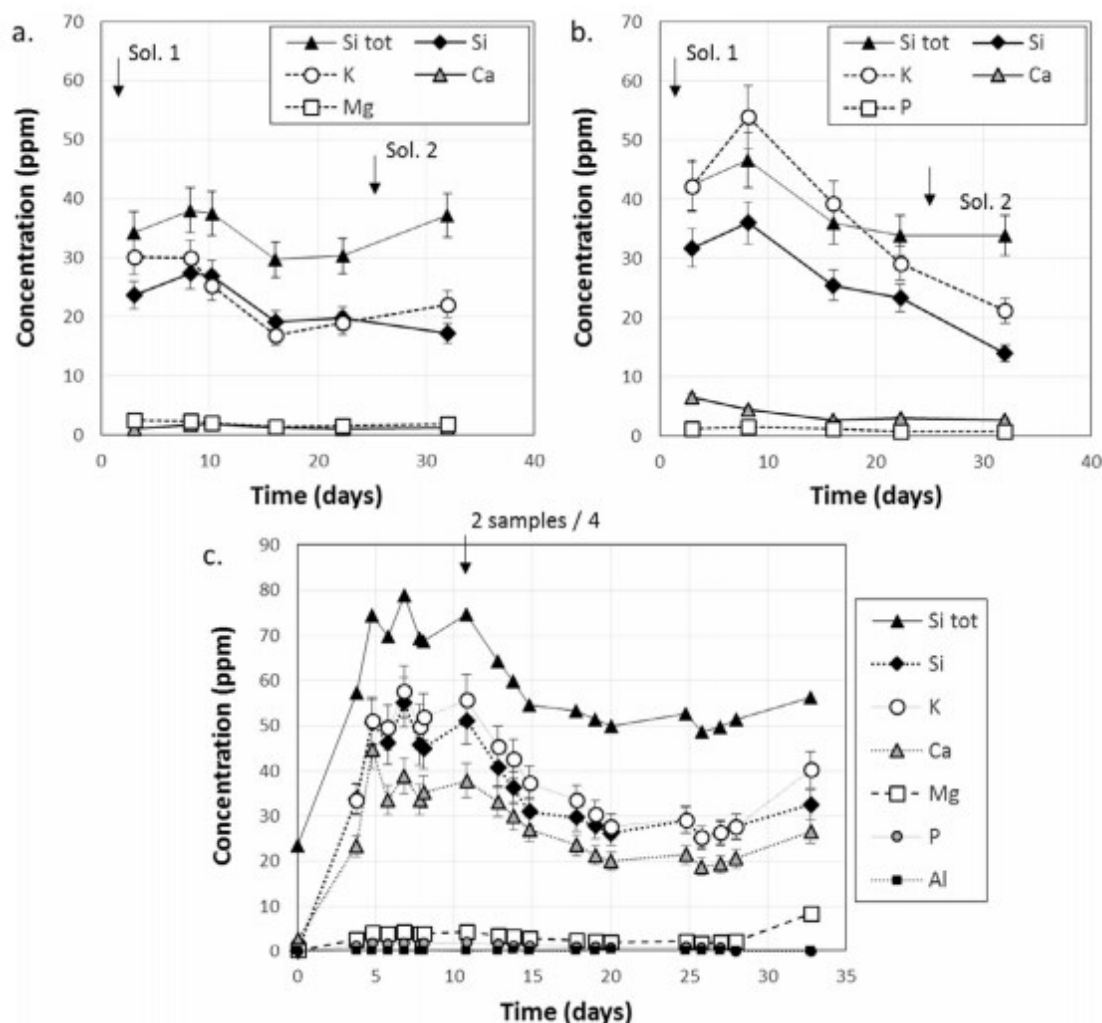 a.
70
60
50
40
30
20
10
0
Concentration (ppm)
0 10 20 30 40
Time (days)
Sol. 1
Sol. 2
Si tot Si
K Ca
Mg
b.
70
60
50
40
30
20
10
0
Concentration (ppm)
0 10 20 30 40
Time (days)
Sol. 1
Sol. 2
Si tot Si
K Ca
P
c.
2 samples / 4
90
80
70
60
50
40
30
20
10
0
Concentration (ppm)
0 5 10 15 20 25 30 35
Time (days)
Si tot
Si
K
Ca
Mg
P
Al